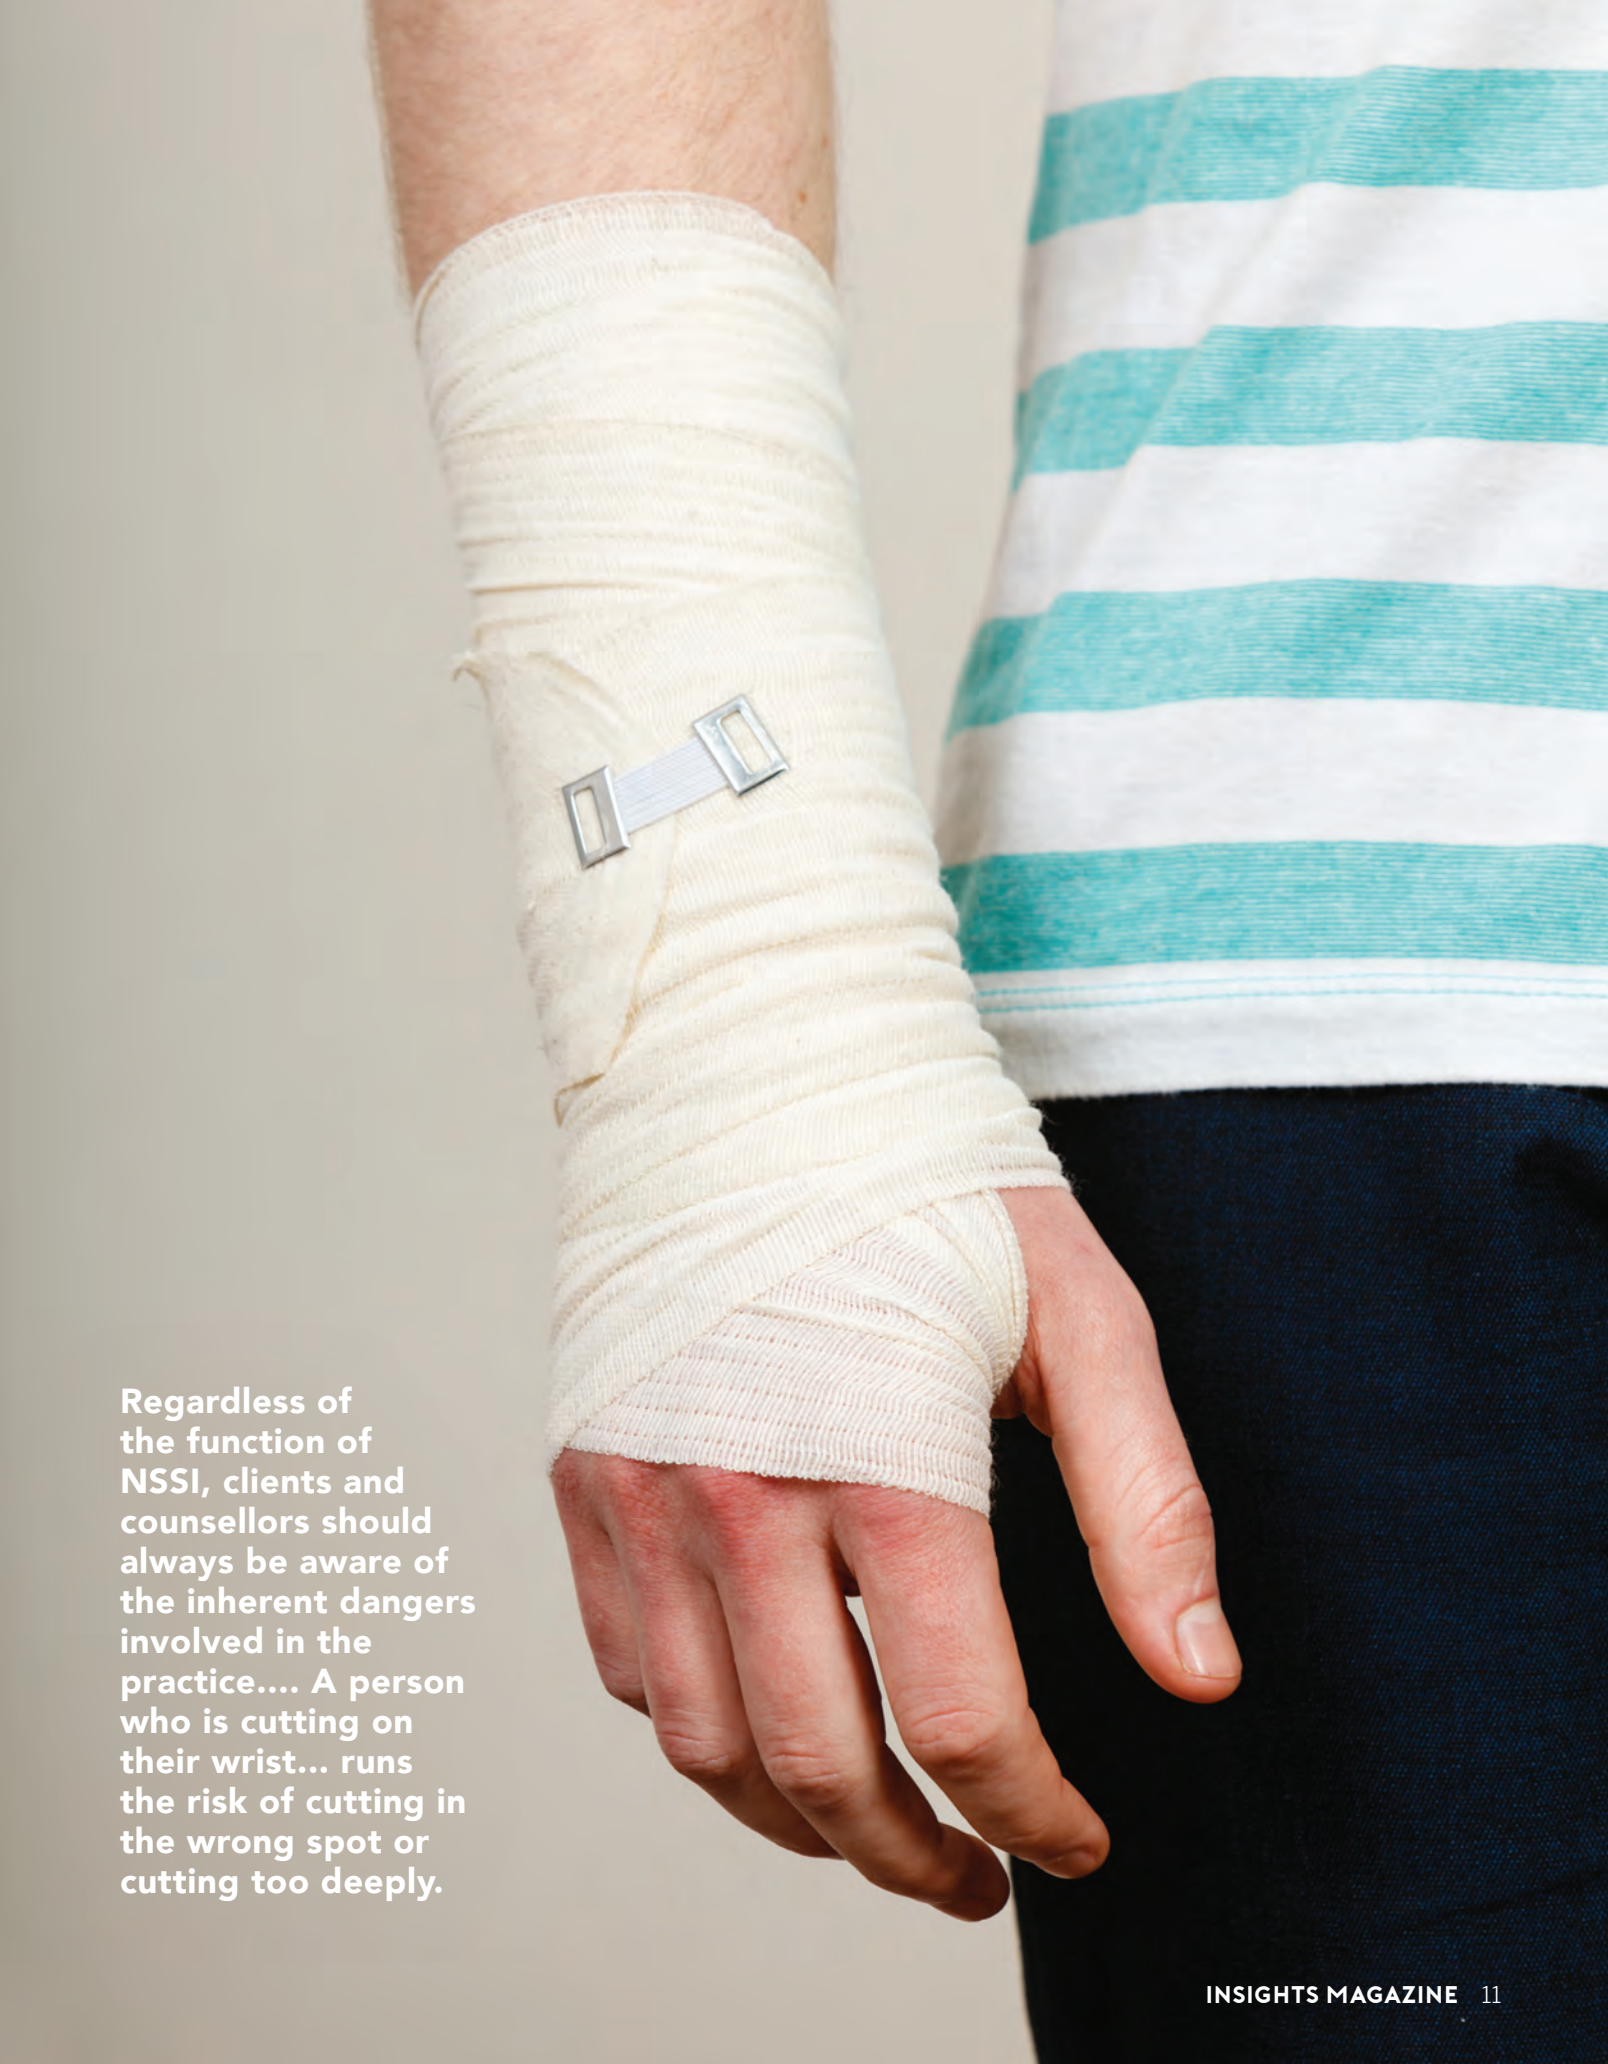 Regardless of
the function of
NSSI, clients and
counsellors should
always be aware of
the inherent dangers
involved in the
practice.... A person
who is cutting on
their wrist... runs
the risk of cutting in
the wrong spot or
cutting too deeply.
INSIGHTS MAGAZINE 11